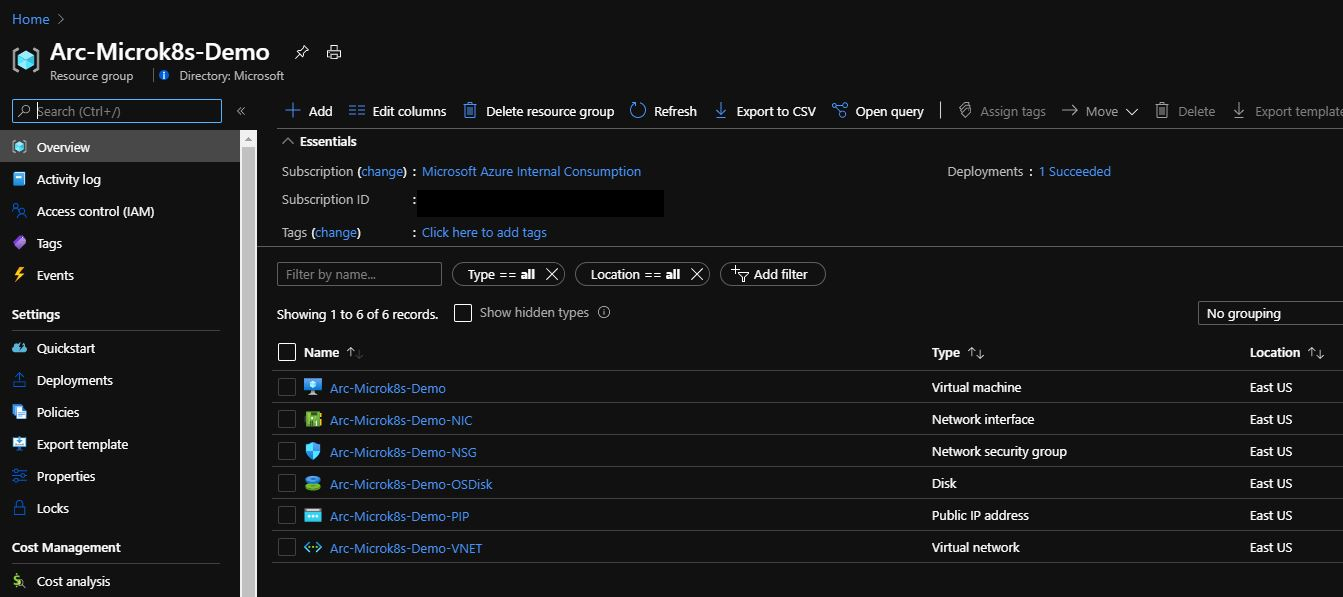 Home >
Arc-Microk8s-Demo
Resource group
Directory: Microsoft
Search (Ctrl+/)
«
Overview
Activity log
Access control (IAM)
Tags
Events
Settings
Quickstart
Deployments
Policies
Export template
Properties
Locks
Cost Management
Cost analysis
Add
Edit columns
Delete resource group
Refresh
Export to CSV
Open query
Assign tags
Move
Delete
Export template
Essentials
Subscription (change) : Microsoft Azure Internal Consumption
Deployments : 1 Succeeded
Subscription ID :
Tags (change) : Click here to add tags
Filter by name...
Type == all
Location == all
Add filter
Showing 1 to 6 of 6 records.
Show hidden types
No grouping
Name ↑↓ Type ↑↓ Location ↑↓
Arc-Microk8s-Demo Virtual machine East US
Arc-Microk8s-Demo-NIC Network interface East US
Arc-Microk8s-Demo-NSG Network security group East US
Arc-Microk8s-Demo-OSDisk Disk East US
Arc-Microk8s-Demo-PIP Public IP address East US
Arc-Microk8s-Demo-VNET Virtual network East US